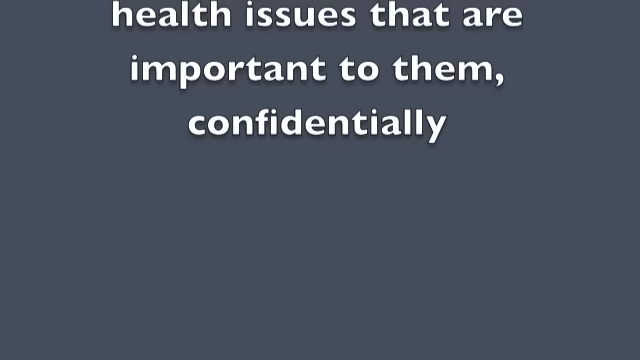 health issues that are
important to them,
confidentially